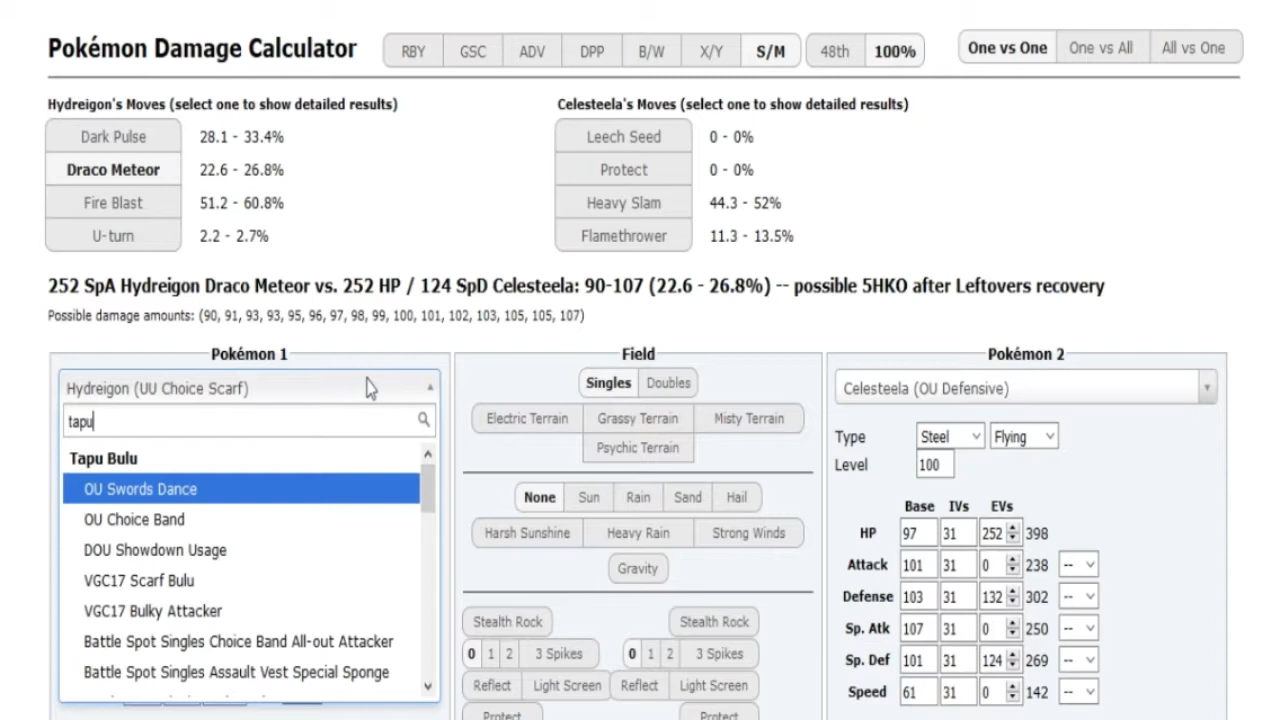 Pokémon Damage Calculator
RBY GSC ADV DPP B/W X/Y S/M 48th 100% One vs One One vs All All vs One
Hydreigon's Moves (select one to show detailed results)
Dark Pulse 28.1 - 33.4%
Draco Meteor 22.6 - 26.8%
Fire Blast 51.2 - 60.8%
U-turn 2.2 - 2.7%
Celesteela's Moves (select one to show detailed results)
Leech Seed 0 - 0%
Protect 0 - 0%
Heavy Slam 44.3 - 52%
Flamethrower 11.3 - 13.5%
252 SpA Hydreigon Draco Meteor vs. 252 HP / 124 SpD Celesteela: 90-107 (22.6 - 26.8%) -- possible 5HKO after Leftovers recovery
Possible damage amounts: (90, 91, 93, 93, 95, 96, 97, 98, 99, 100, 101, 102, 103, 105, 105, 107)
Pokémon 1
Hydreigon (UU Choice Scarf)
tapu
Tapu Bulu
OU Swords Dance
OU Choice Band
DOU Showdown Usage
VGC17 Scarf Bulu
VGC17 Bulky Attacker
Battle Spot Singles Choice Band All-out Attacker
Battle Spot Singles Assault Vest Special Sponge
Field
Singles Doubles
Electric Terrain Grassy Terrain Misty Terrain
Psychic Terrain
None Sun Rain Sand Hail
Harsh Sunshine Heavy Rain Strong Winds
Gravity
Stealth Rock Stealth Rock
0 1 2 3 Spikes 0 1 2 3 Spikes
Reflect Light Screen Reflect Light Screen
Protect Protect
Pokémon 2
Celesteela (OU Defensive)
Type Steel Flying
Level 100
Base IVs EVs
HP 97 31 252 398
Attack 101 31 0 238 --
Defense 103 31 132 302 --
Sp. Atk 107 31 0 250 --
Sp. Def 101 31 124 269 --
Speed 61 31 0 142 --